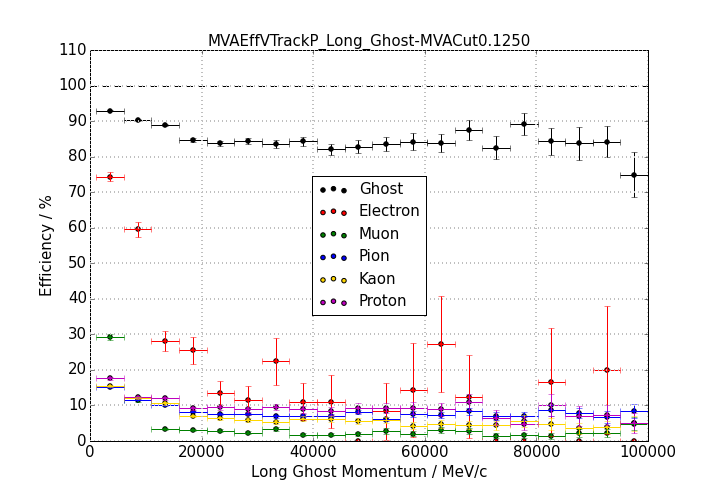 MVAEffVTrackP_Long_Ghost-MVACut0.1250
110
100
90
80
70
60
50
40
30
20
10
0
Efficiency / %
Ghost
Electron
Muon
Pion
Kaon
Proton
0 20000 40000 60000 80000 100000
Long Ghost Momentum / MeV/c